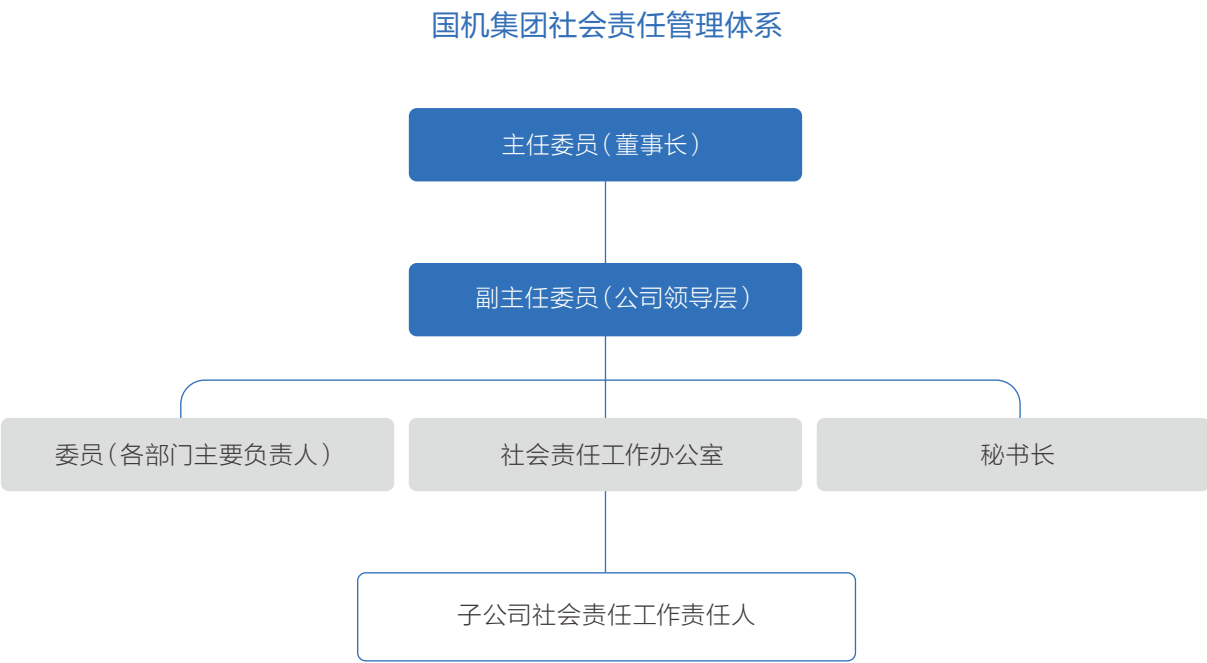 国机集团社会责任管理体系
主任委员（董事长）
副主任委员（公司领导层）
委员（各部门主要负责人）
社会责任工作办公室
秘书长
子公司社会责任工作责任人